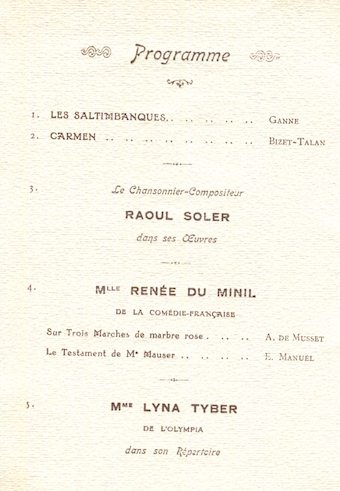 Programme
1. LES SALTIMBANQUES.. .. .. .. .. GANNE
2. CARMEN .. .. .. .. .. .. .. .. BIZET-TALAN
3. Le Chansonnier-Compositeur
RAOUL SOLER
dans ses Œuvres
4. MLLE RENÉE DU MINIL
DE LA COMÉDIE-FRANÇAISE
Sur Trois Marches de marbre rose . .. .. A. DE MUSSET
Le Testament de Me Mauser .. .. .. .. E. MANUEL
5. MME LYNA TYBER
DE L'OLYMPIA
dans son Répertoire